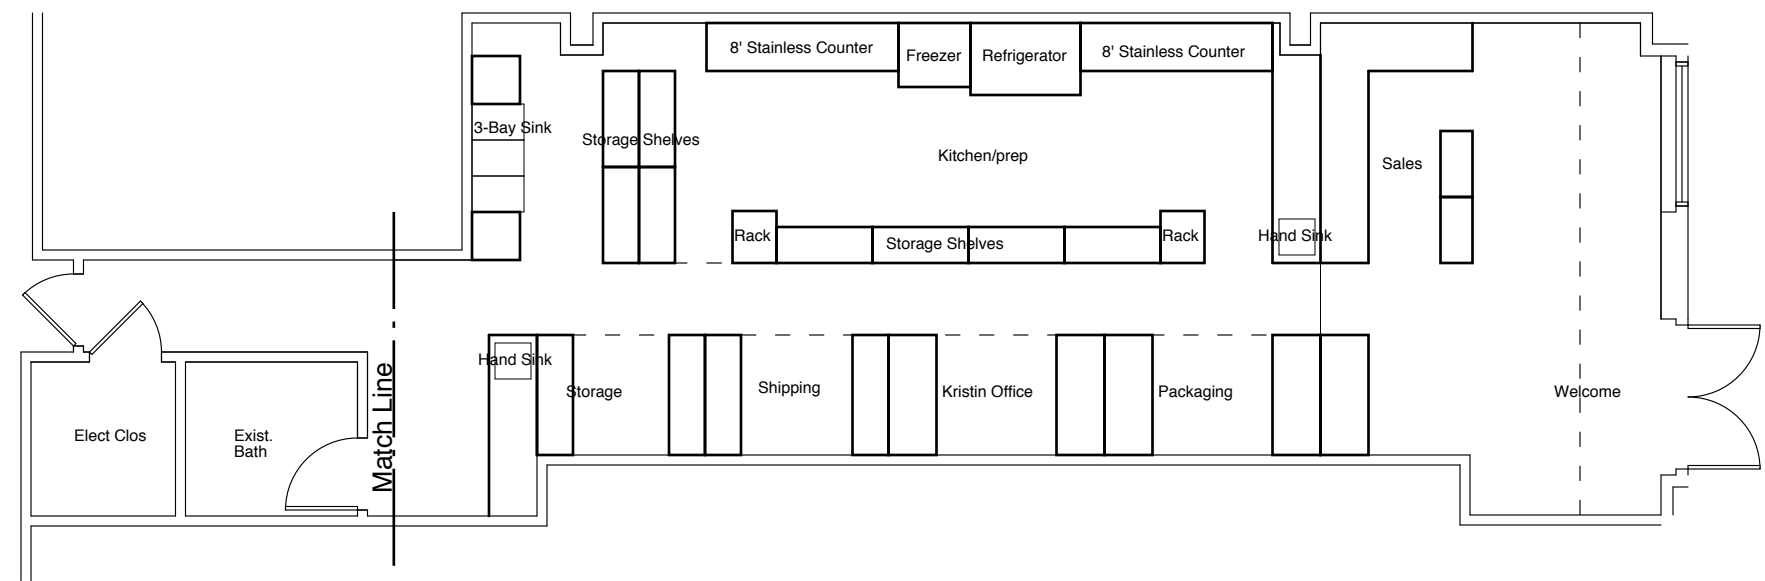 8' Stainless Counter
Freezer
Refrigerator
8' Stainless Counter
3-Bay Sink
Storage Shelves
Kitchen/prep
Sales
Rack
Storage Shelves
Rack
Hand Sink
Hand Sink
Storage
Shipping
Kristin Office
Packaging
Welcome
Elect Clos
Exist.
Bath
Match Line